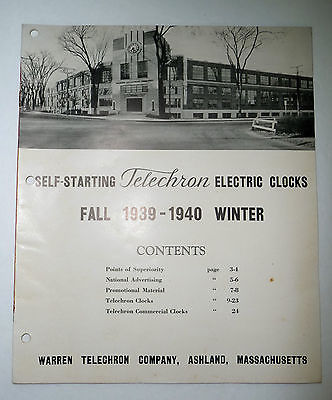 SELF-STARTING Telechron ELECTRIC CLOCKS
FALL 1939-1940 WINTER
CONTENTS
Points of Superiority page 3-4
National Advertising " 5-6
Promotional Material " 7-8
Telechron Clocks " 9-23
Telechron Commercial Clocks " 24
WARREN TELECHRON COMPANY, ASHLAND, MASSACHUSETTS